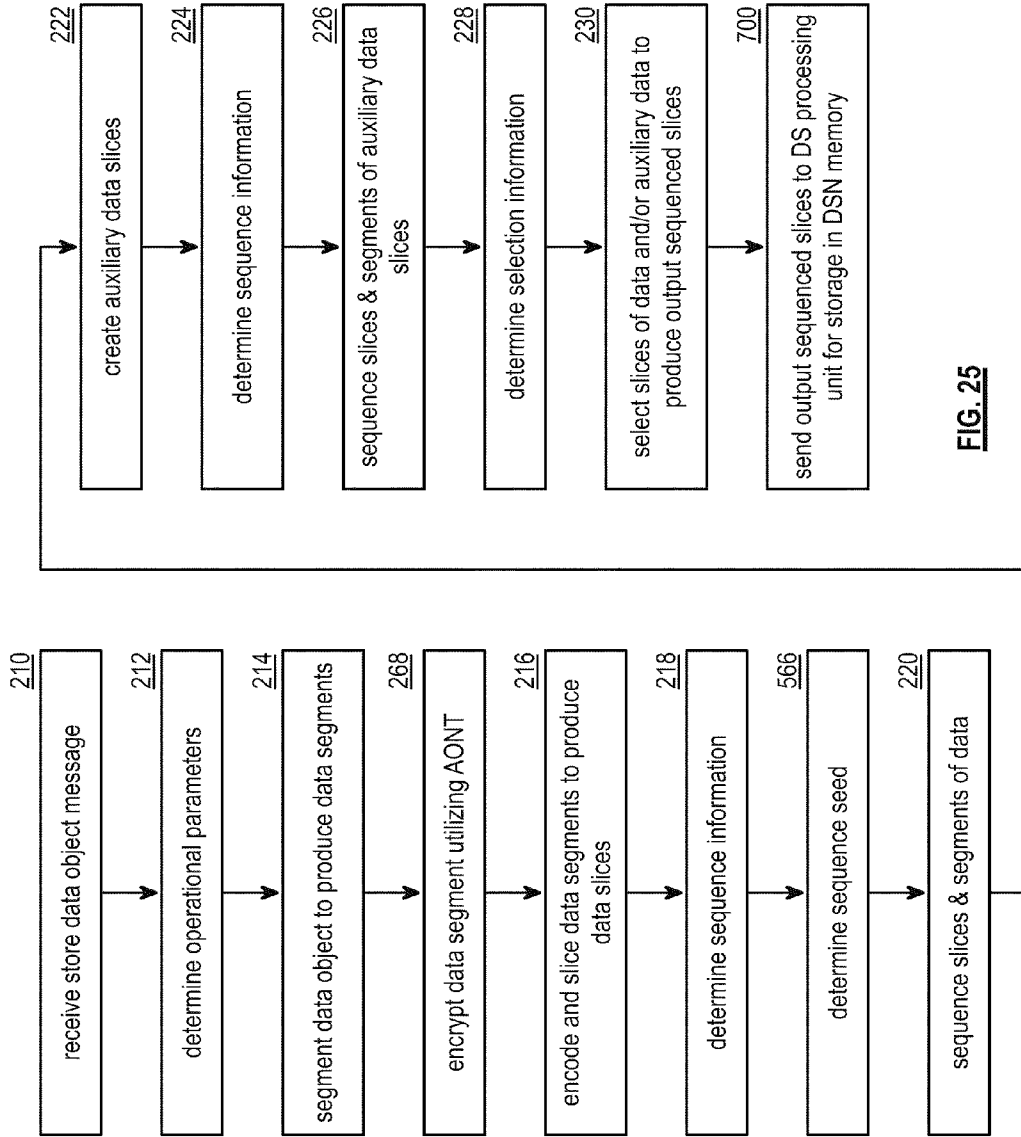 210
receive store data object message
212
determine operational parameters
214
segment data object to produce data segments
268
encrypt data segment utilizing AONT
216
encode and slice data segments to produce
data slices
218
determine sequence information
566
determine sequence seed
220
sequence slices & segments of data
222
create auxiliary data slices
224
determine sequence information
226
sequence slices & segments of auxiliary data
slices
228
determine selection information
230
select slices of data and/or auxiliary data to
produce output sequenced slices
700
send output sequenced slices to DS processing
unit for storage in DSN memory
FIG. 25